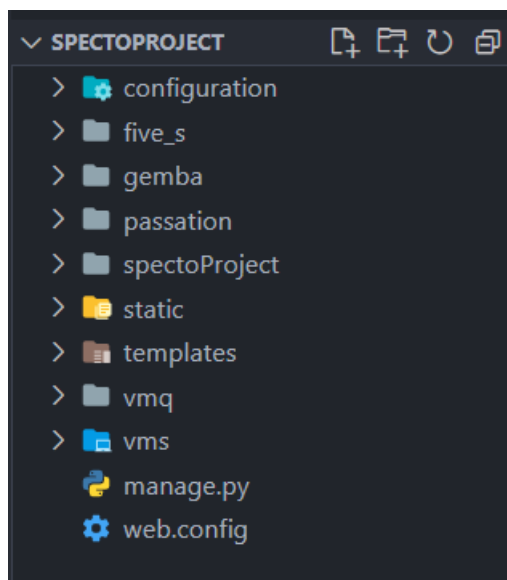 SPECTOPROJECT
configuration
five_s
gemba
passation
spectoProject
static
templates
vmq
vms
manage.py
web.config